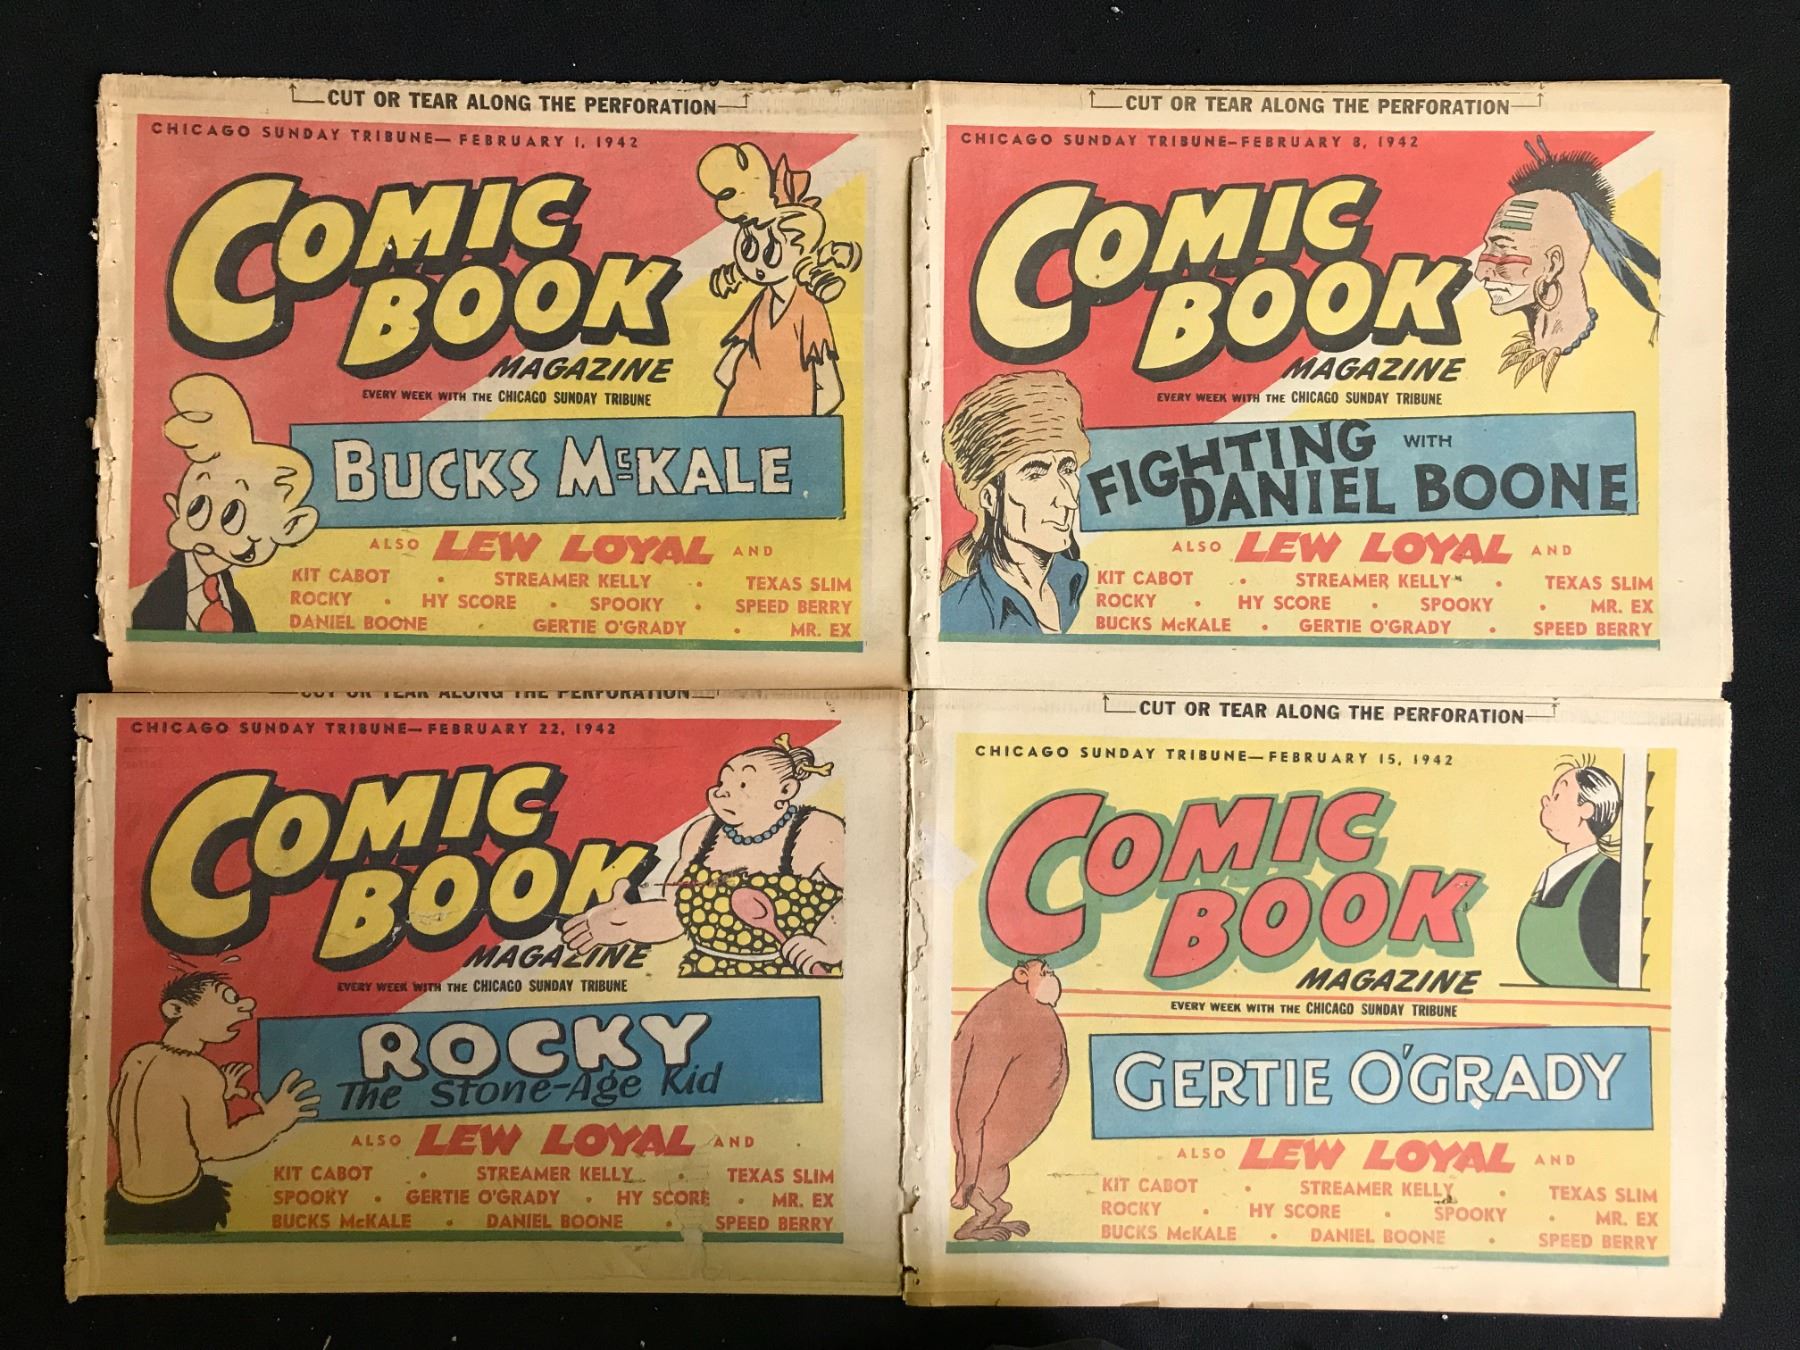 CUT OR TEAR ALONG THE PERFORATION
CHICAGO SUNDAY TRIBUNE—FEBRUARY 1, 1942
COMIC
BOOK
MAGAZINE
EVERY WEEK WITH THE CHICAGO SUNDAY TRIBUNE
BUCKS McKALE
ALSO LEW LOYAL AND
KIT CABOT • STREAMER KELLY • TEXAS SLIM
ROCKY • HY SCORE • SPOOKY • SPEED BERRY
DANIEL BOONE • GERTIE O'GRADY • MR. EX
CUT OR TEAR ALONG THE PERFORATION
CHICAGO SUNDAY TRIBUNE—FEBRUARY 8, 1942
COMIC
BOOK
MAGAZINE
EVERY WEEK WITH THE CHICAGO SUNDAY TRIBUNE
FIGHTING WITH
DANIEL BOONE
ALSO LEW LOYAL AND
KIT CABOT • STREAMER KELLY • TEXAS SLIM
ROCKY • HY SCORE • SPOOKY • MR. EX
BUCKS McKALE • GERTIE O'GRADY • SPEED BERRY
CUT OR TEAR ALONG THE PERFORATION
CHICAGO SUNDAY TRIBUNE—FEBRUARY 22, 1942
COMIC
BOOK
MAGAZINE
EVERY WEEK WITH THE CHICAGO SUNDAY TRIBUNE
ROCKY
The Stone-Age Kid
ALSO LEW LOYAL AND
KIT CABOT • STREAMER KELLY • TEXAS SLIM
SPOOKY • GERTIE O'GRADY • HY SCORE • MR. EX
BUCKS McKALE • DANIEL BOONE • SPEED BERRY
CUT OR TEAR ALONG THE PERFORATION
CHICAGO SUNDAY TRIBUNE—FEBRUARY 15, 1942
COMIC
BOOK
MAGAZINE
EVERY WEEK WITH THE CHICAGO SUNDAY TRIBUNE
GERTIE O'GRADY
ALSO LEW LOYAL AND
KIT CABOT • STREAMER KELLY • TEXAS SLIM
ROCKY • HY SCORE • SPOOKY • MR. EX
BUCKS McKALE • DANIEL BOONE • SPEED BERRY